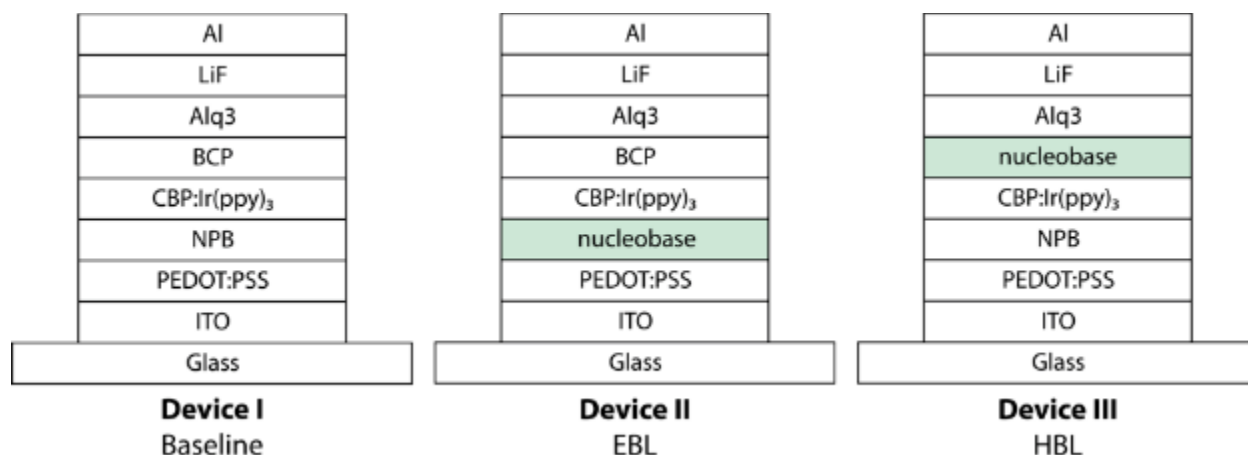 Al
LiF
Alq3
BCP
CBP:Ir(ppy)₃
NPB
PEDOT:PSS
ITO
Glass
Device I
Baseline
Al
LiF
Alq3
BCP
CBP:Ir(ppy)₃
nucleobase
PEDOT:PSS
ITO
Glass
Device II
EBL
Al
LiF
Alq3
nucleobase
CBP:Ir(ppy)₃
NPB
PEDOT:PSS
ITO
Glass
Device III
HBL